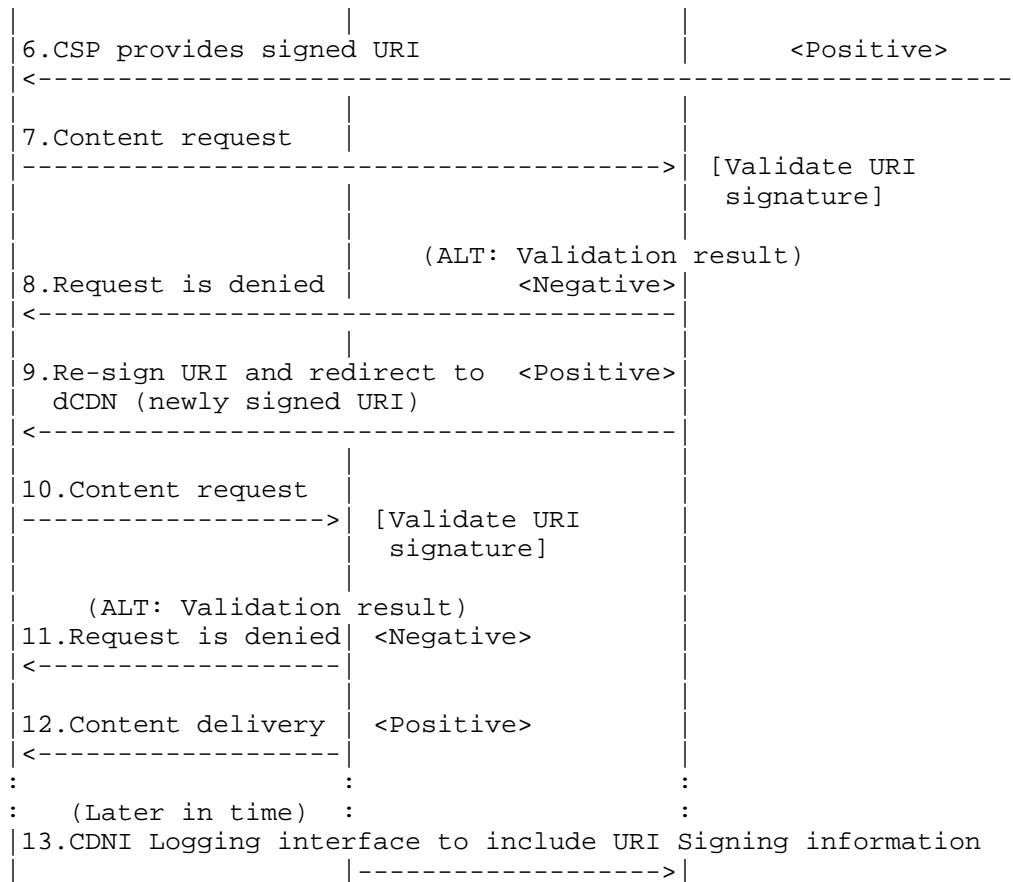 6.CSP provides signed URI <Positive>
7.Content request
[Validate URI
signature]
(ALT: Validation result)
8.Request is denied <Negative>
9.Re-sign URI and redirect to <Positive>
dCDN (newly signed URI)
10.Content request
[Validate URI
signature]
(ALT: Validation result)
11.Request is denied <Negative>
12.Content delivery <Positive>
(Later in time)
13.CDNI Logging interface to include URI Signing information